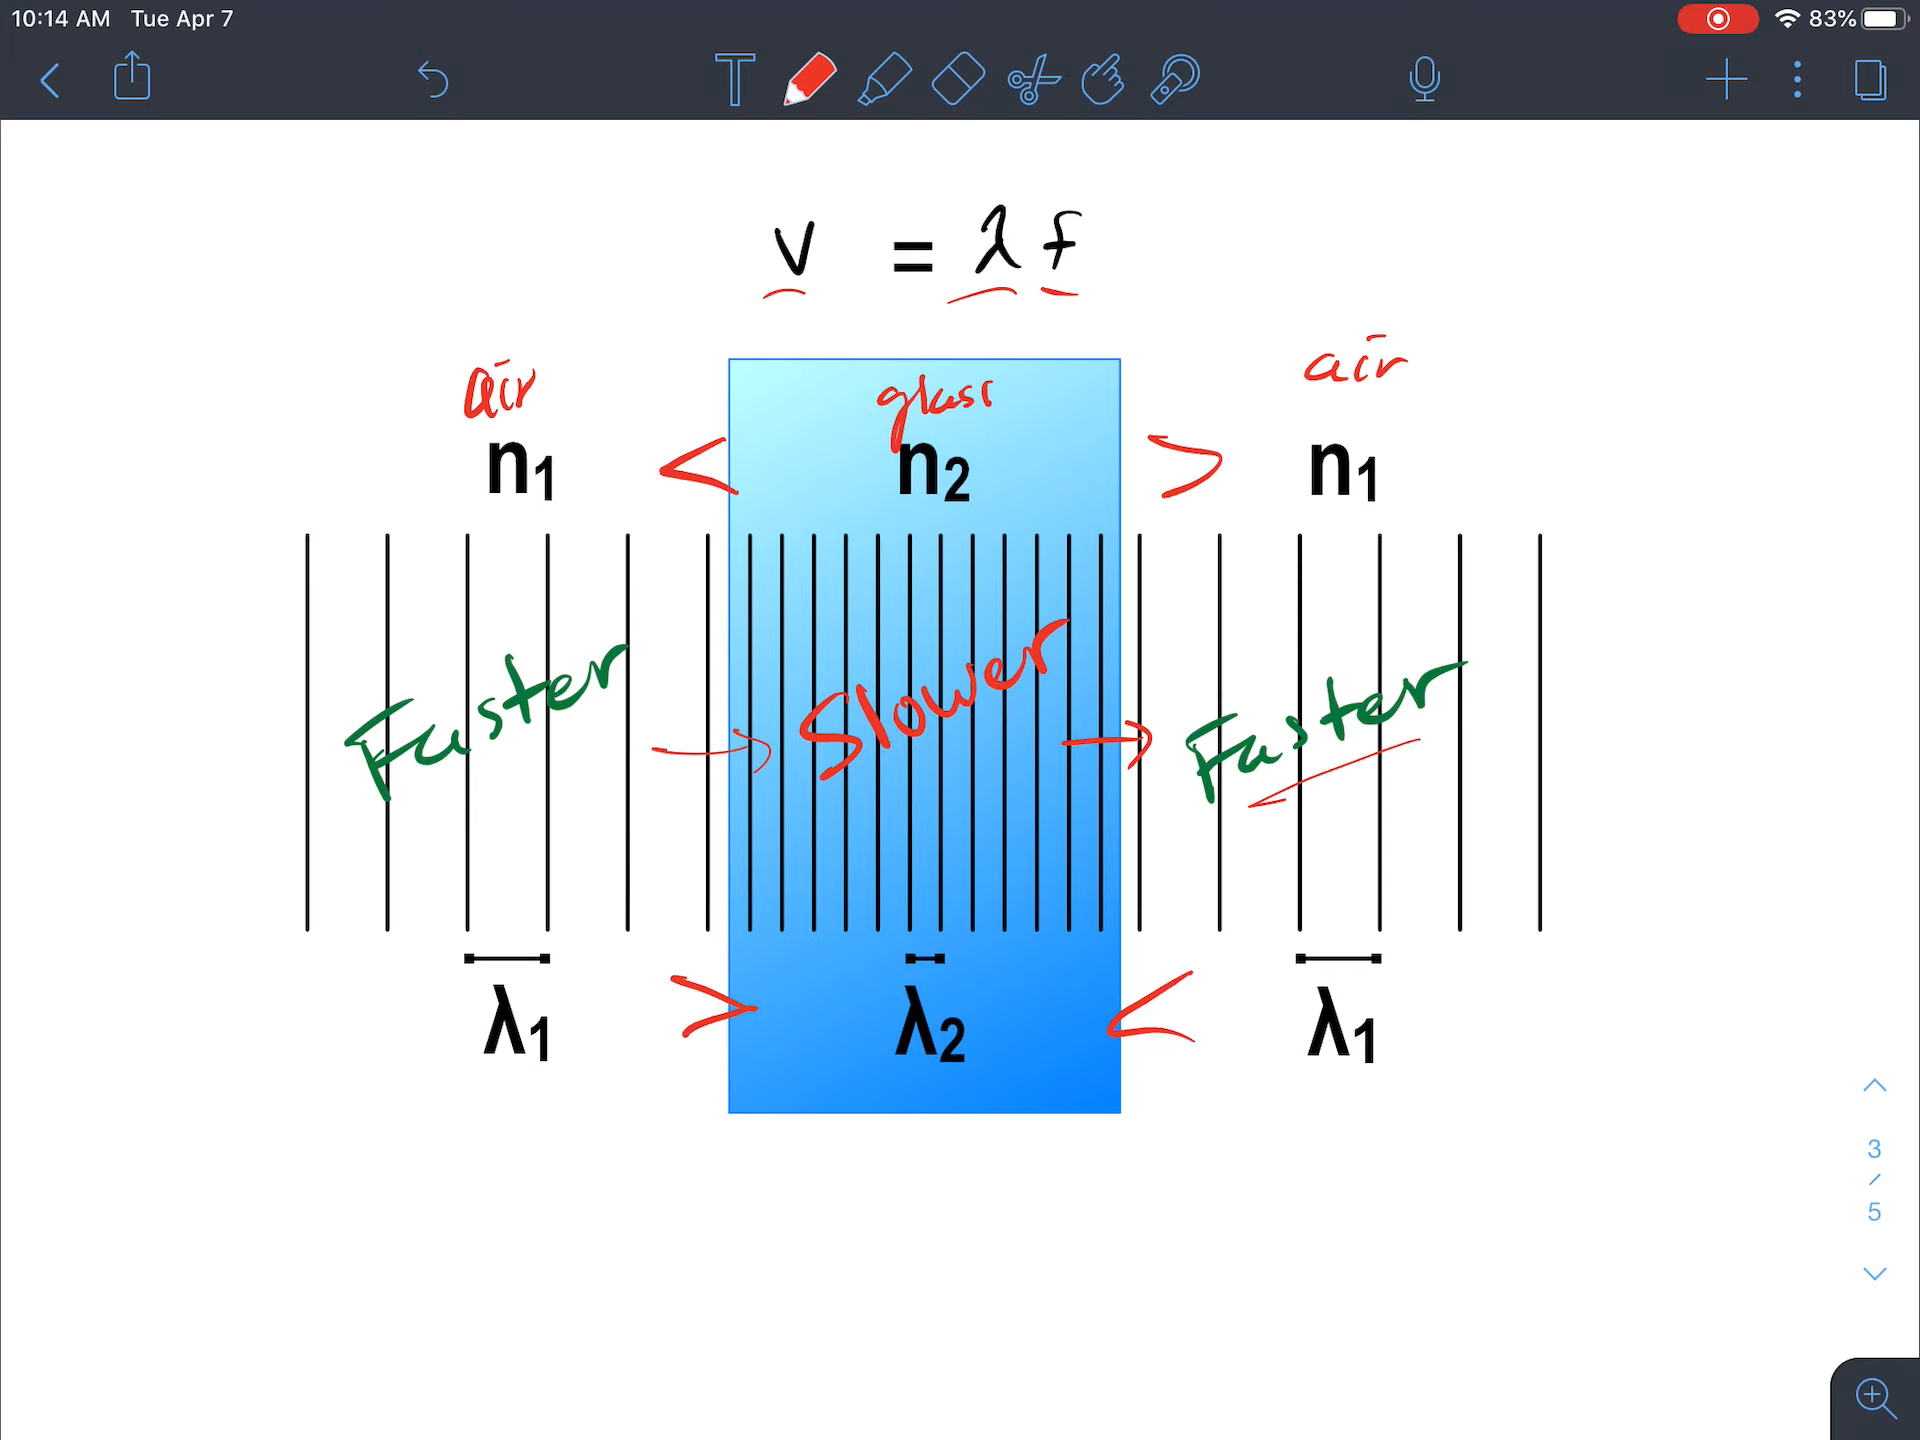 10:14 AM Tue Apr 7 83%
T
v = λ f
air glass air
n1 < n2 > n1
Faster → Slower → Faster
λ1 > λ2 < λ1
3
/
5